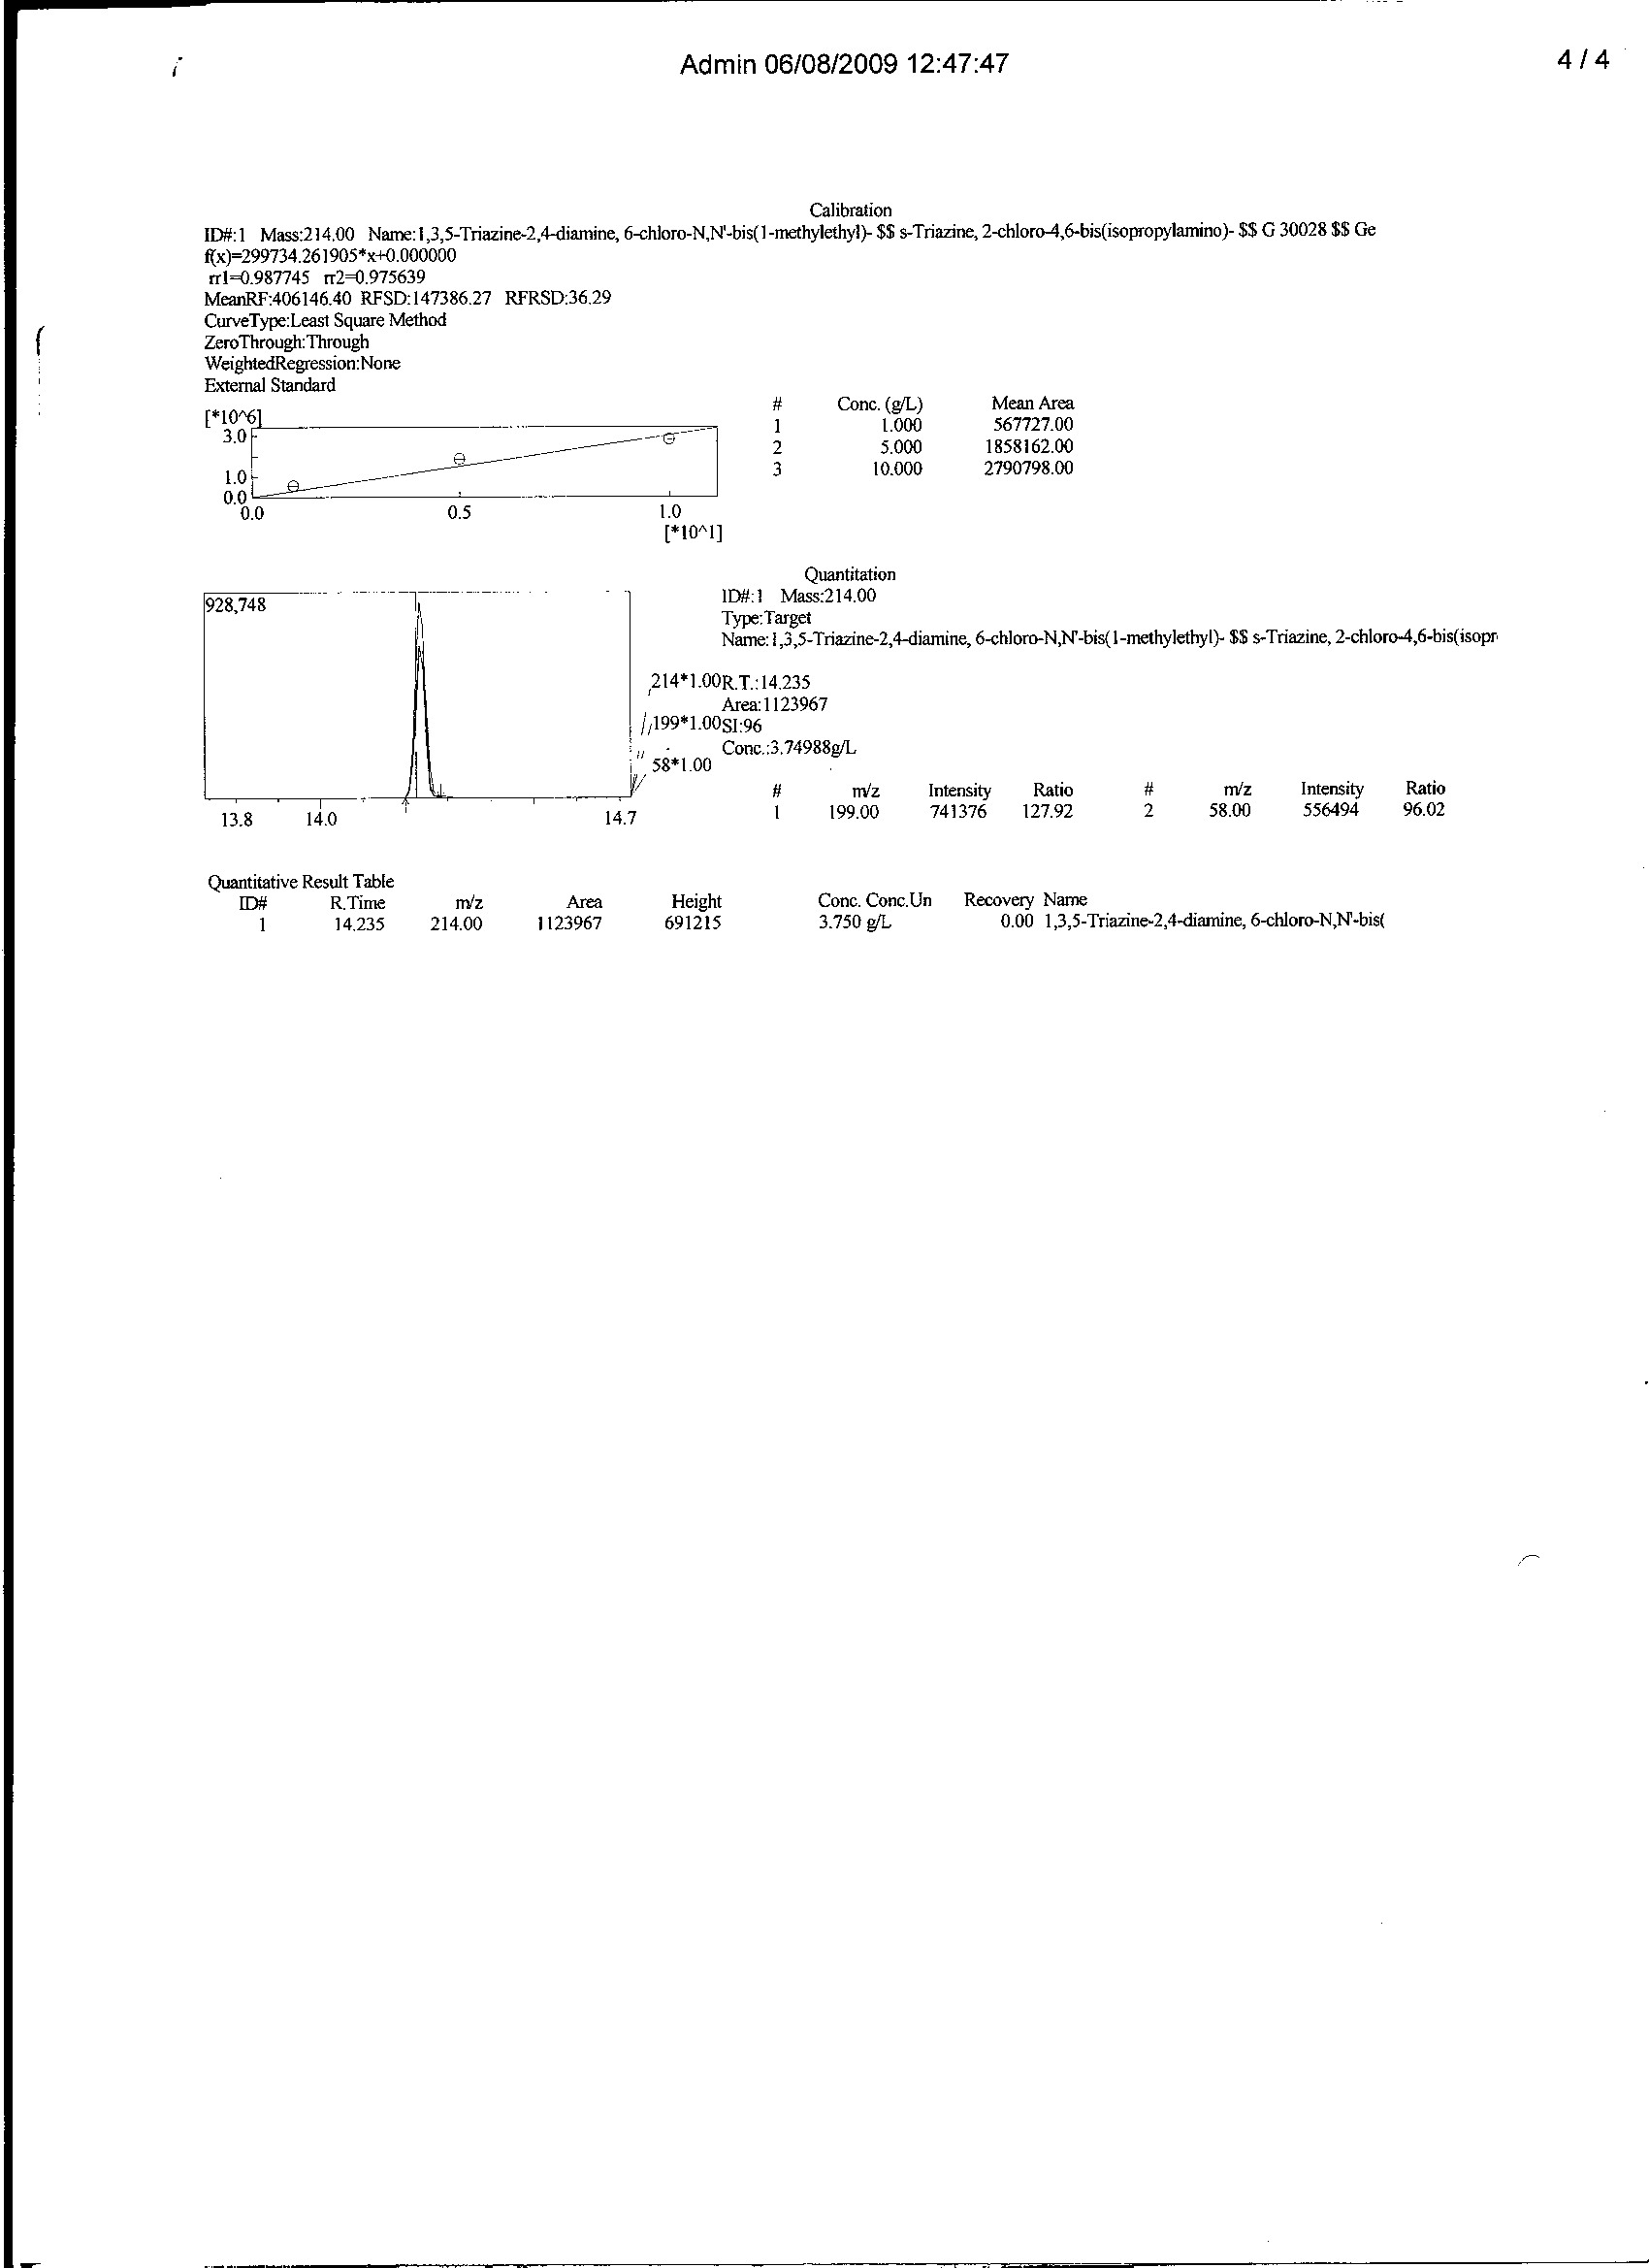 Admin 06/08/2009 12:47:47
4 / 4
Calibration
ID#:1 Mass:214.00 Name:1,3,5-Triazine-2,4-diamine, 6-chloro-N,N'-bis(1-methylethyl)- $$ s-Triazine, 2-chloro-4,6-bis(isopropylamino)- $$ G 30028 $$ Ge
f(x)=299734.261905*x+0.000000
rr1=0.987745 rr2=0.975639
MeanRF:406146.40 RFSD:147386.27 RFRSD:36.29
CurveType:Least Square Method
ZeroThrough:Through
WeightedRegression:None
External Standard
[*10^6]
3.0
1.0
0.0
0.0 0.5 1.0
[*10^1]
# Conc. (g/L) Mean Area
1 1.000 567727.00
2 5.000 1858162.00
3 10.000 2790798.00
Quantitation
928,748
ID#:1 Mass:214.00
Type:Target
Name:1,3,5-Triazine-2,4-diamine, 6-chloro-N,N'-bis(1-methylethyl)- $$ s-Triazine, 2-chloro-4,6-bis(isopr
214*1.00 R.T.:14.235
Area:1123967
199*1.00 SI:96
Conc.:3.74988g/L
58*1.00
13.8 14.0 14.7
# m/z Intensity Ratio # m/z Intensity Ratio
1 199.00 741376 127.92 2 58.00 556494 96.02
Quantitative Result Table
ID# R.Time m/z Area Height Conc. Conc.Un Recovery Name
1 14.235 214.00 1123967 691215 3.750 g/L 0.00 1,3,5-Triazine-2,4-diamine, 6-chloro-N,N'-bis(